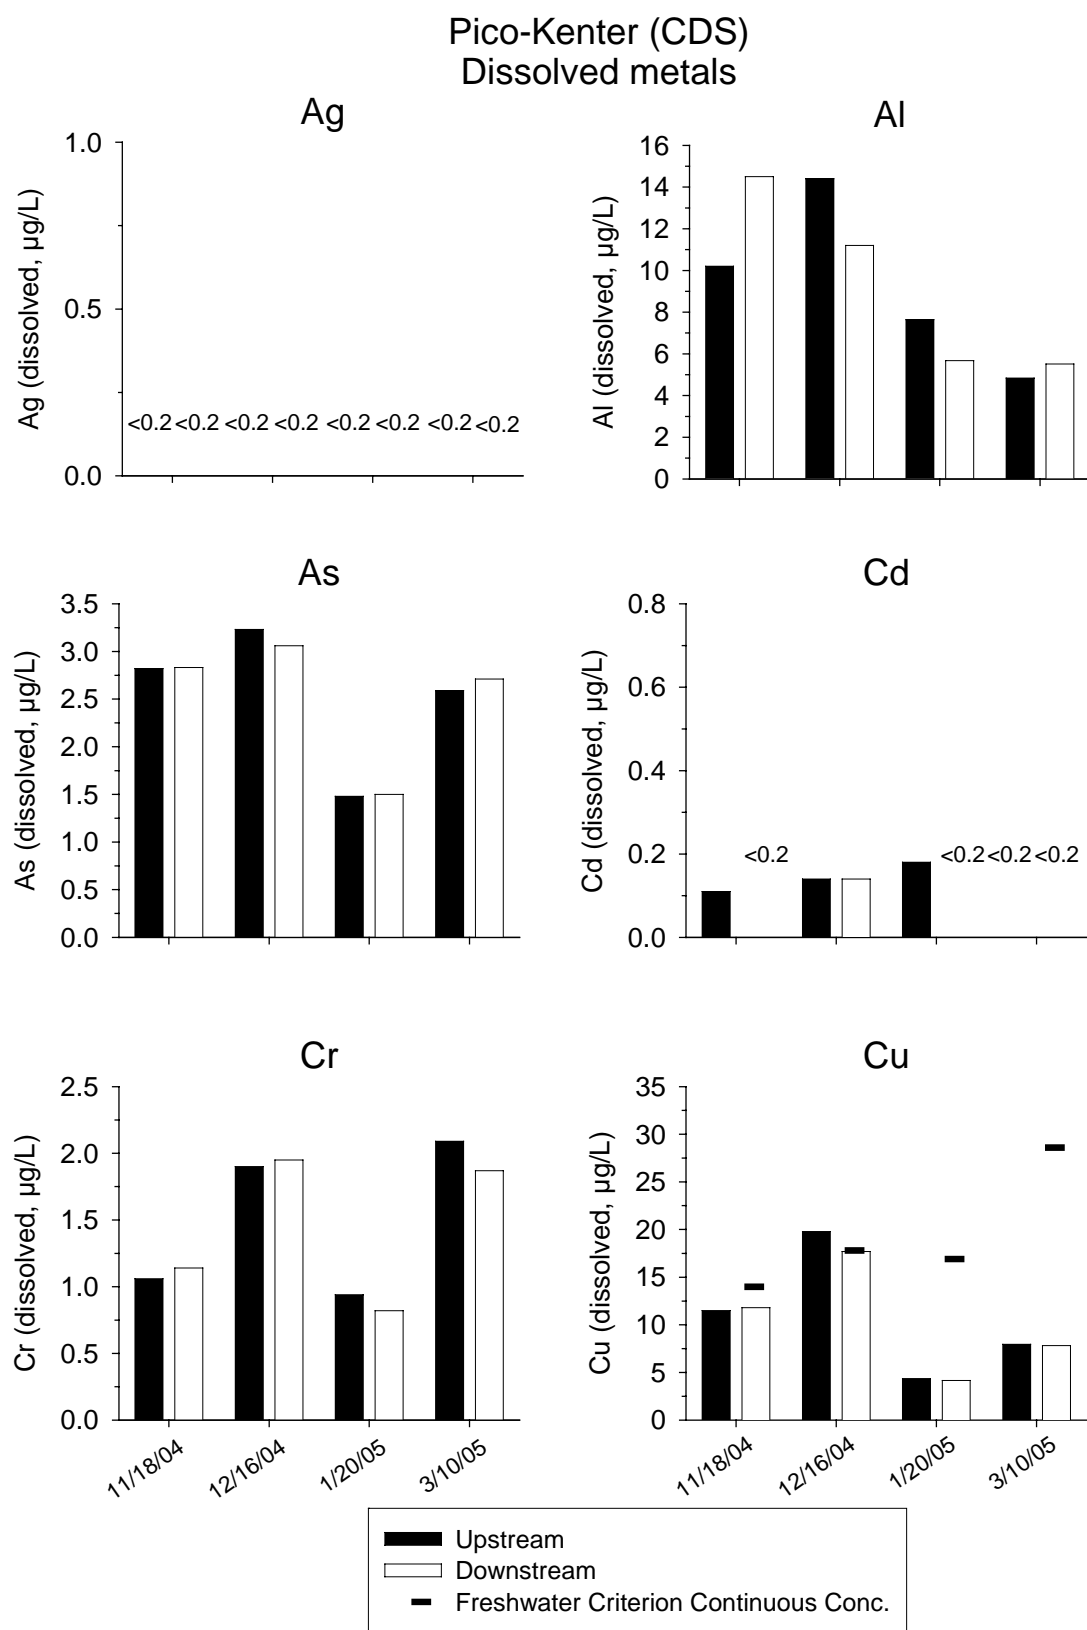 Pico-Kenter (CDS)
Dissolved metals
Ag
Ag (dissolved, µg/L)
1.0
0.5
0.0
<0.2 <0.2 <0.2 <0.2 <0.2 <0.2 <0.2 <0.2
Al
Al (dissolved, µg/L)
16
14
12
10
8
6
4
2
0
As
As (dissolved, µg/L)
3.5
3.0
2.5
2.0
1.5
1.0
0.5
0.0
Cd
Cd (dissolved, µg/L)
0.8
0.6
0.4
0.2
0.0
<0.2 <0.2 <0.2 <0.2
Cr
Cr (dissolved, µg/L)
2.5
2.0
1.5
1.0
0.5
0.0
11/18/04 12/16/04 1/20/05 3/10/05
Cu
Cu (dissolved, µg/L)
35
30
25
20
15
10
5
0
11/18/04 12/16/04 1/20/05 3/10/05
Upstream
Downstream
Freshwater Criterion Continuous Conc.